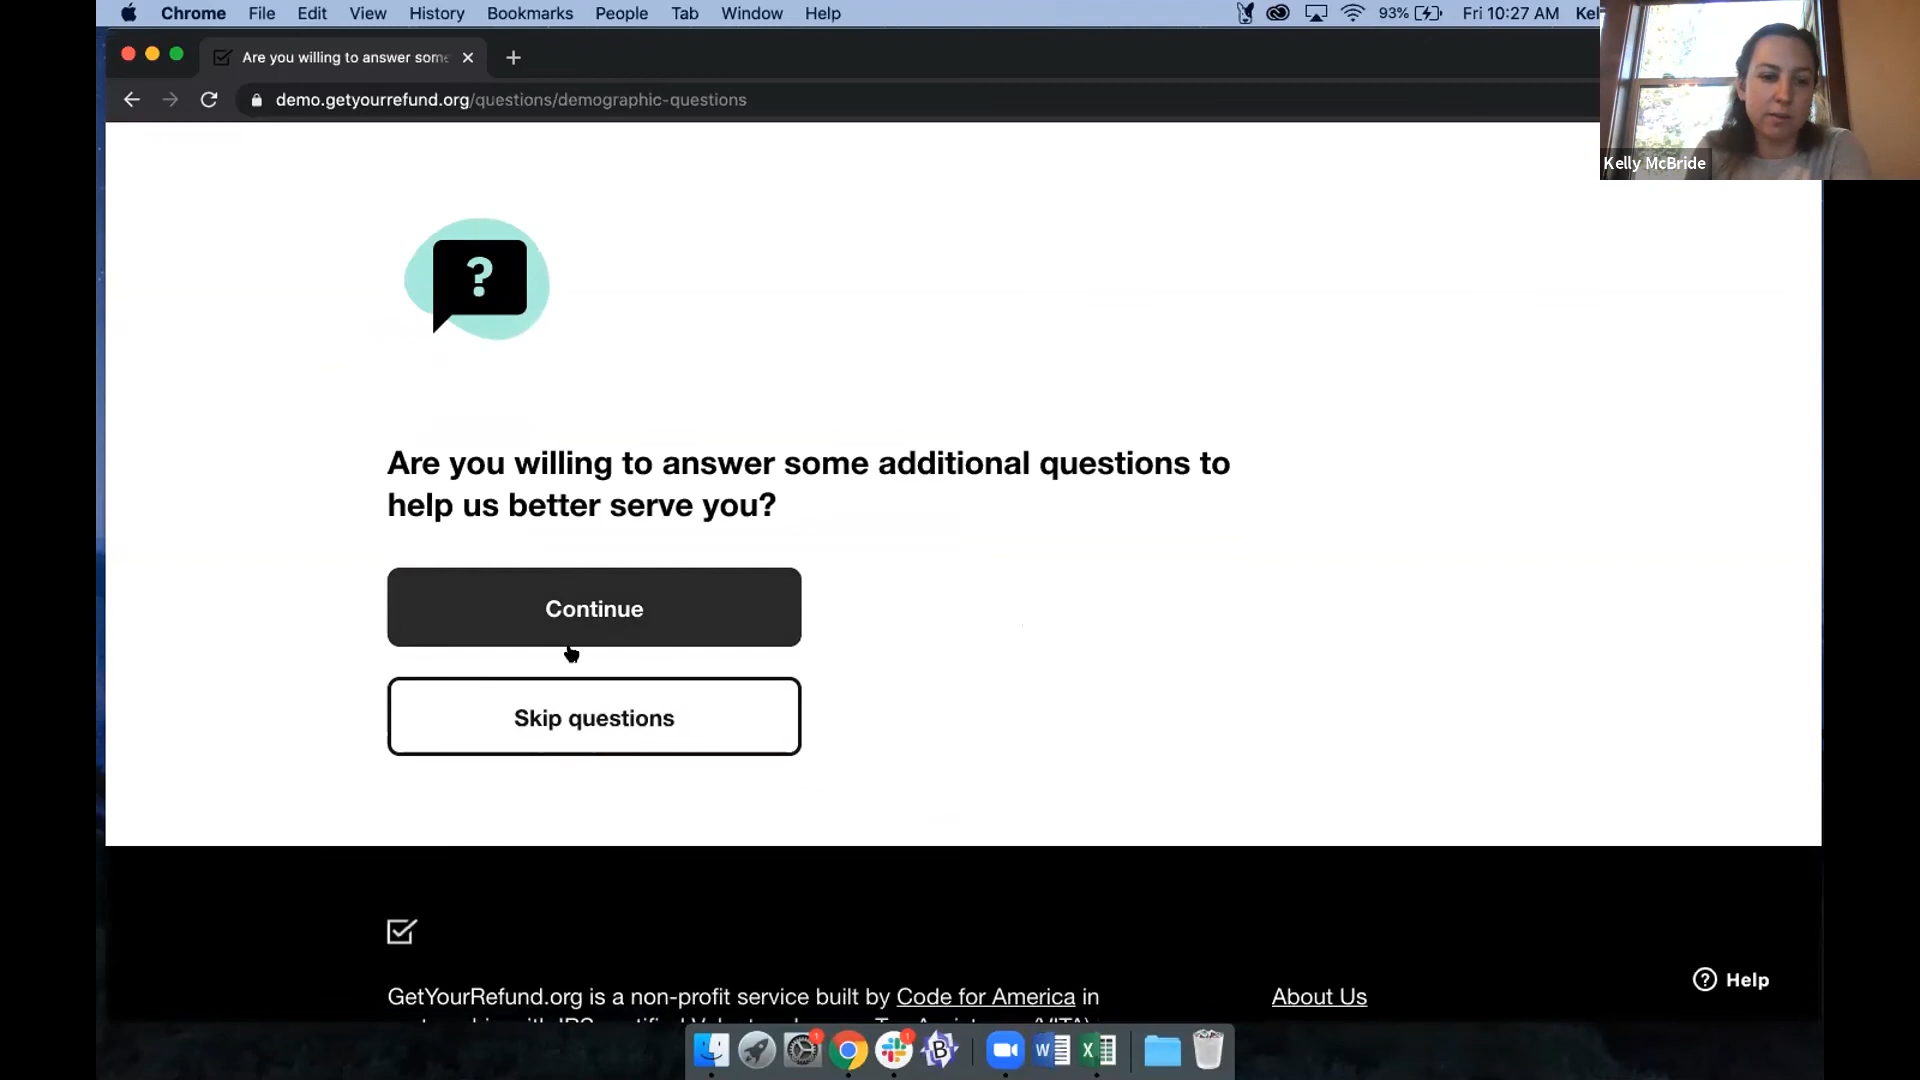 Chrome File Edit View History Bookmarks People Tab Window Help 93% Fri 10:27 AM Kel
Are you willing to answer some
demo.getyourrefund.org/questions/demographic-questions
Kelly McBride
?
Are you willing to answer some additional questions to
help us better serve you?
Continue
Skip questions
GetYourRefund.org is a non-profit service built by Code for America in
About Us
? Help
1
1
B
W
X